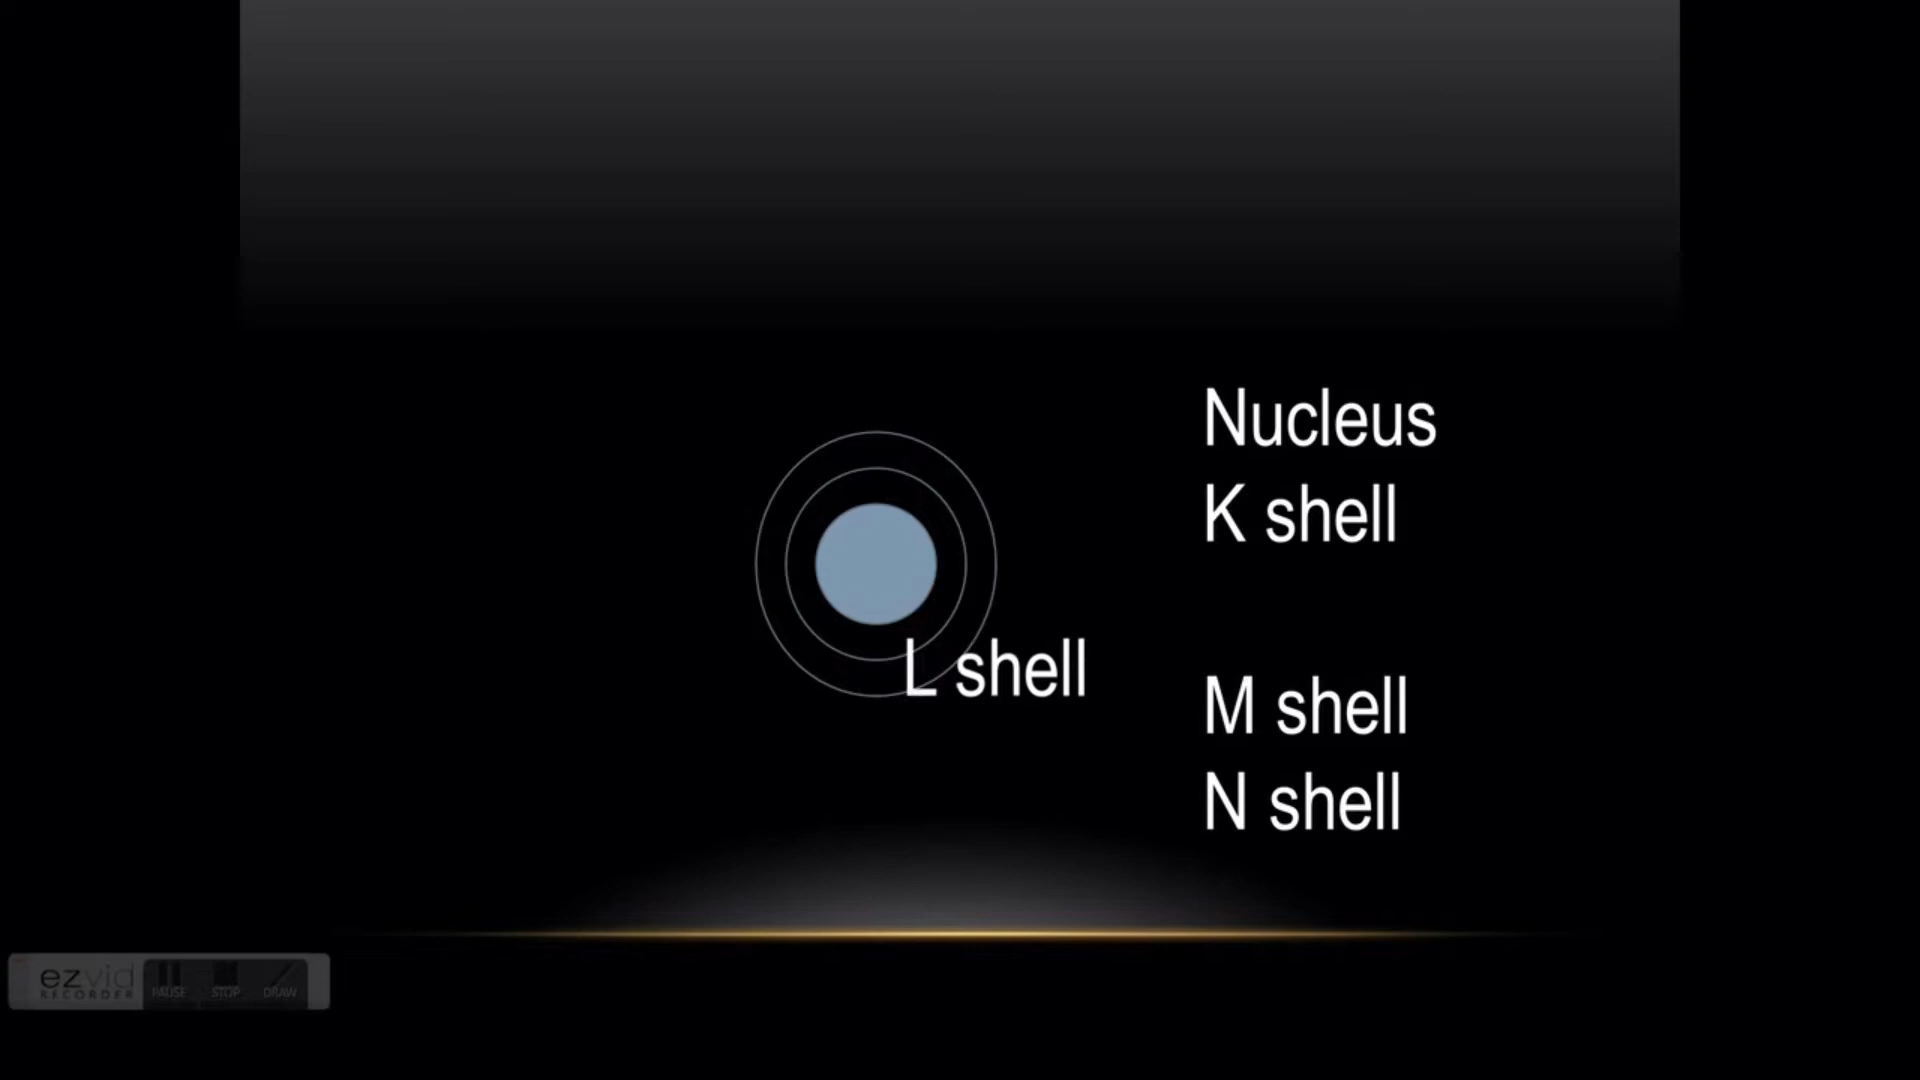 Nucleus
K shell
L shell
M shell
N shell
ezvid
RECORDER
PAUSE STOP DRAW